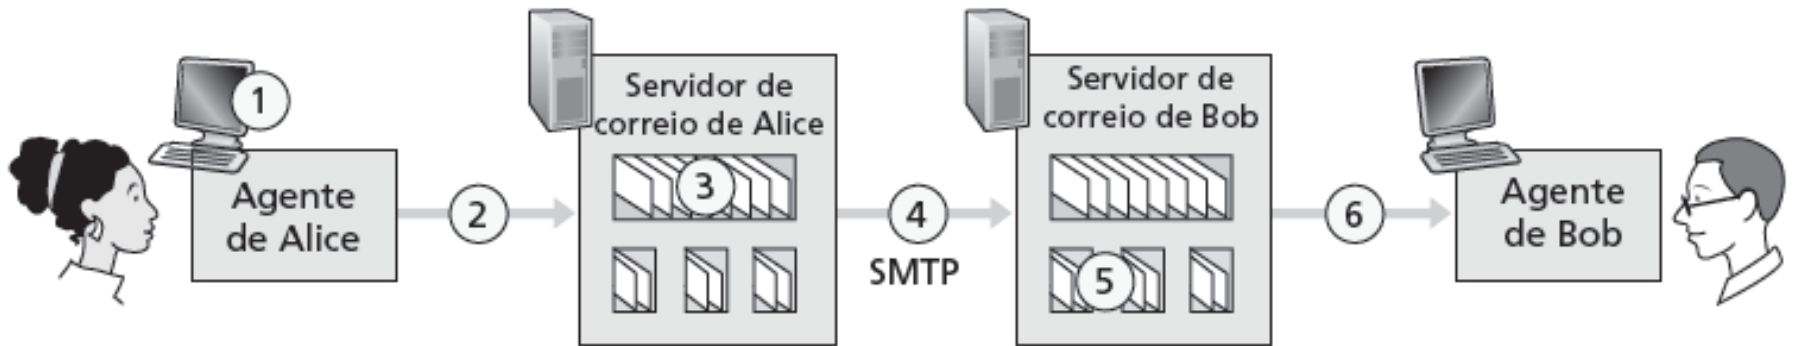 1
Agente
de Alice
2
Servidor de
correio de Alice
3
4
SMTP
Servidor de
correio de Bob
5
6
Agente
de Bob